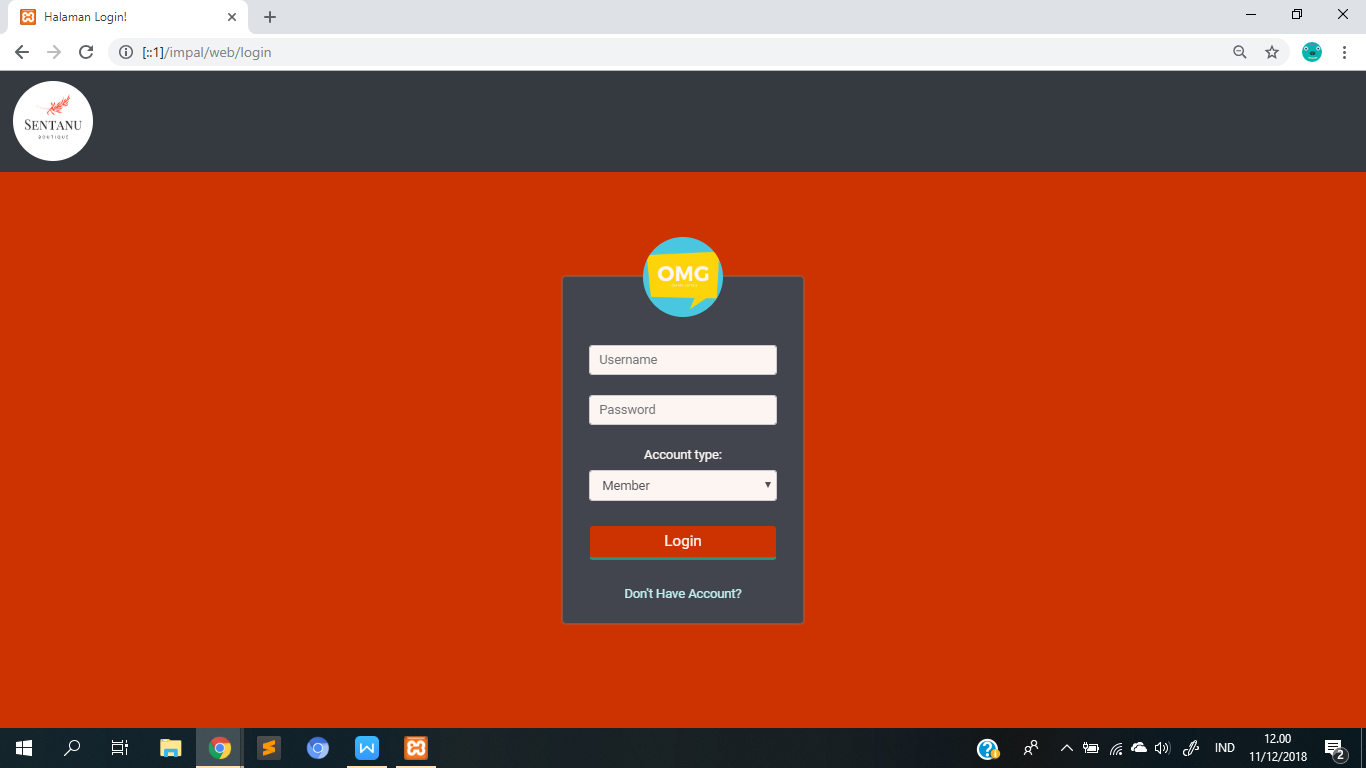 Halaman Login!
[::1]/impal/web/login
SENTANU
BOUTIQUE
OMG
Username
Password
Account type:
Member
Login
Don't Have Account?
IND
12.00
11/12/2018
2